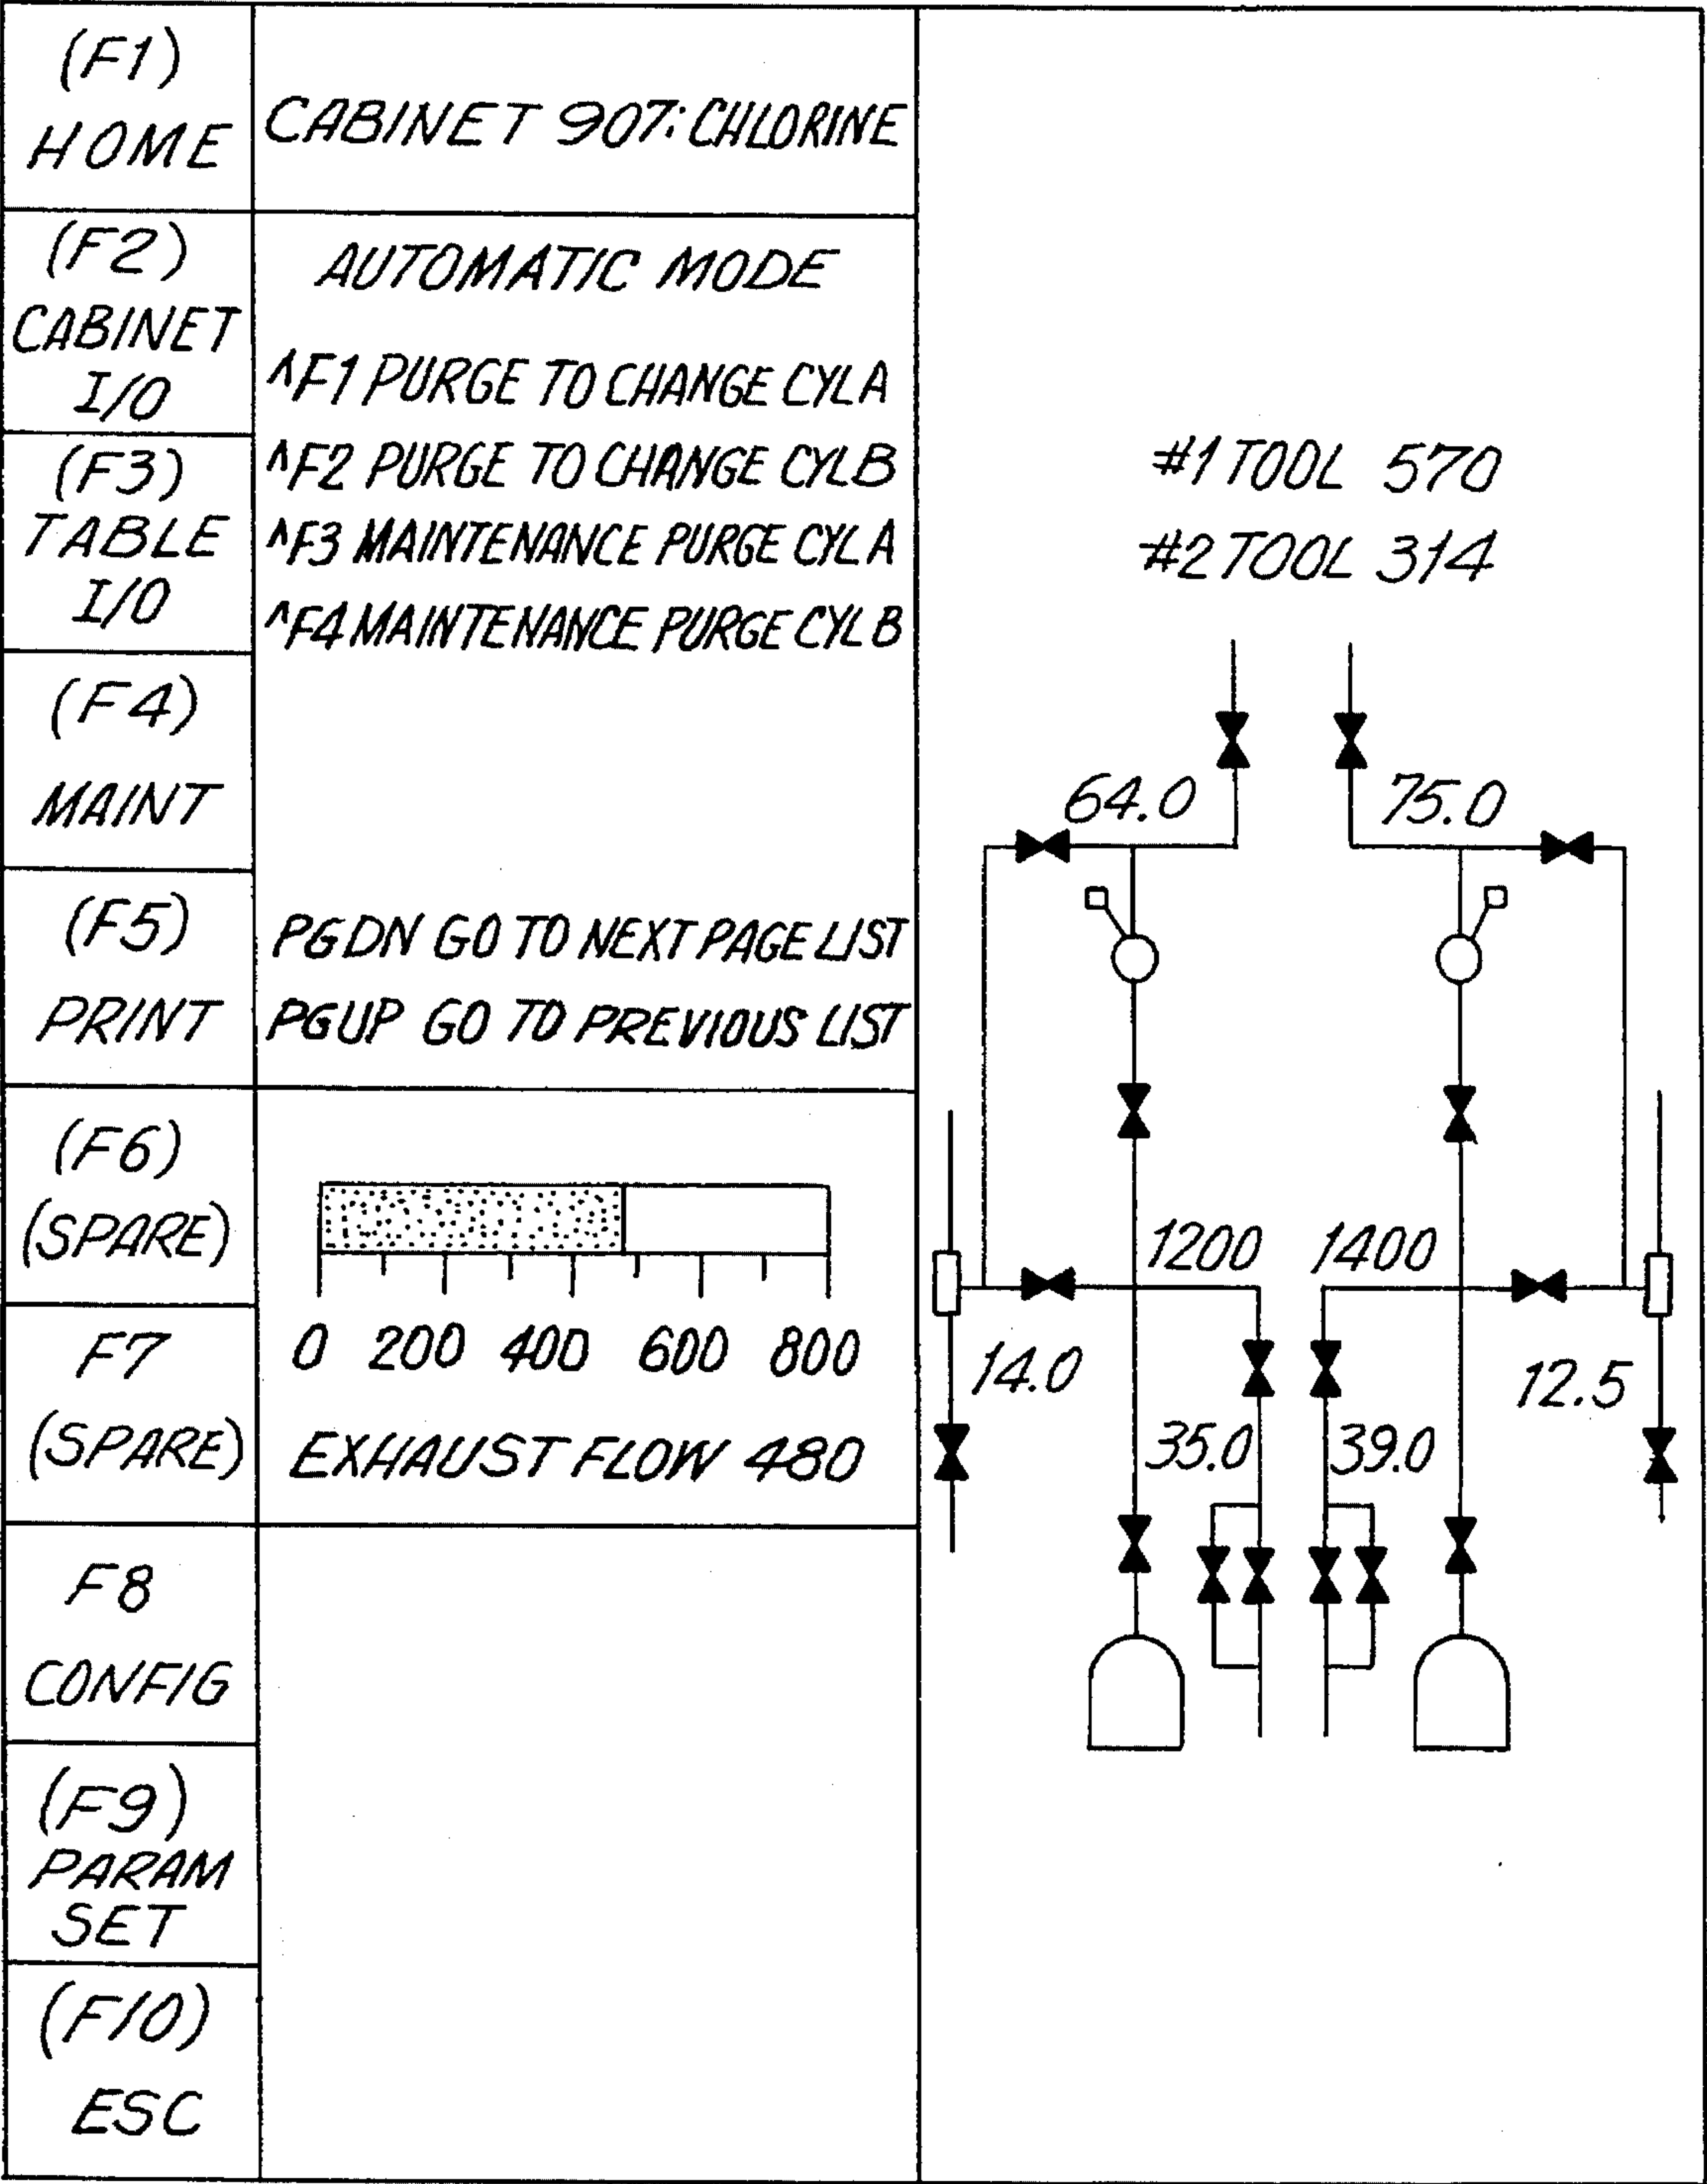 (F1)
HOME
CABINET 907: CHLORINE
(F2)
CABINET
I/O
AUTOMATIC MODE
^F1 PURGE TO CHANGE CYL A
^F2 PURGE TO CHANGE CYL B
^F3 MAINTENANCE PURGE CYL A
^F4 MAINTENANCE PURGE CYL B
(F3)
TABLE
I/O
(F4)
MAINT
(F5)
PRINT
PGDN GO TO NEXT PAGE LIST
PGUP GO TO PREVIOUS LIST
(F6)
(SPARE)
F7
(SPARE)
0 200 400 600 800
EXHAUST FLOW 480
F8
CONFIG
(F9)
PARAM
SET
(F10)
ESC
#1 TOOL 570
#2 TOOL 314
64.0 75.0
1200 1400
14.0 12.5
35.0 39.0